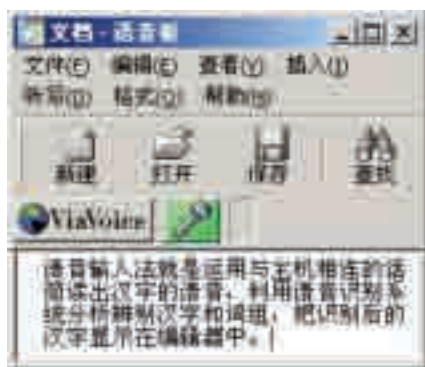 文档 - 语音板
文件(F) 编辑(E) 查看(V) 插入(I)
听写(D) 格式(O) 帮助(H)
新建 打开 保存 查找
ViaVoice
语音输入法就是运用与主机相连的话
筒读出汉字的语音，利用语音识别系
统分析辨别汉字和词组，把识别后的
汉字显示在编辑器中。